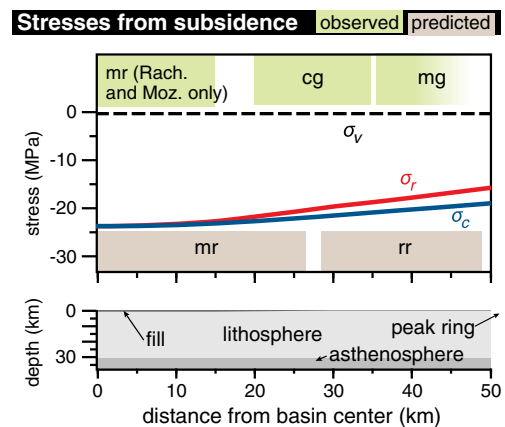 Stresses from subsidence observed predicted
mr (Rach.
and Moz. only)
cg
mg
0
-10
-20
-30
stress (MPa)
σv
σr
σc
mr
rr
0
30
depth (km)
fill
lithosphere
peak ring
asthenosphere
0 10 20 30 40 50
distance from basin center (km)